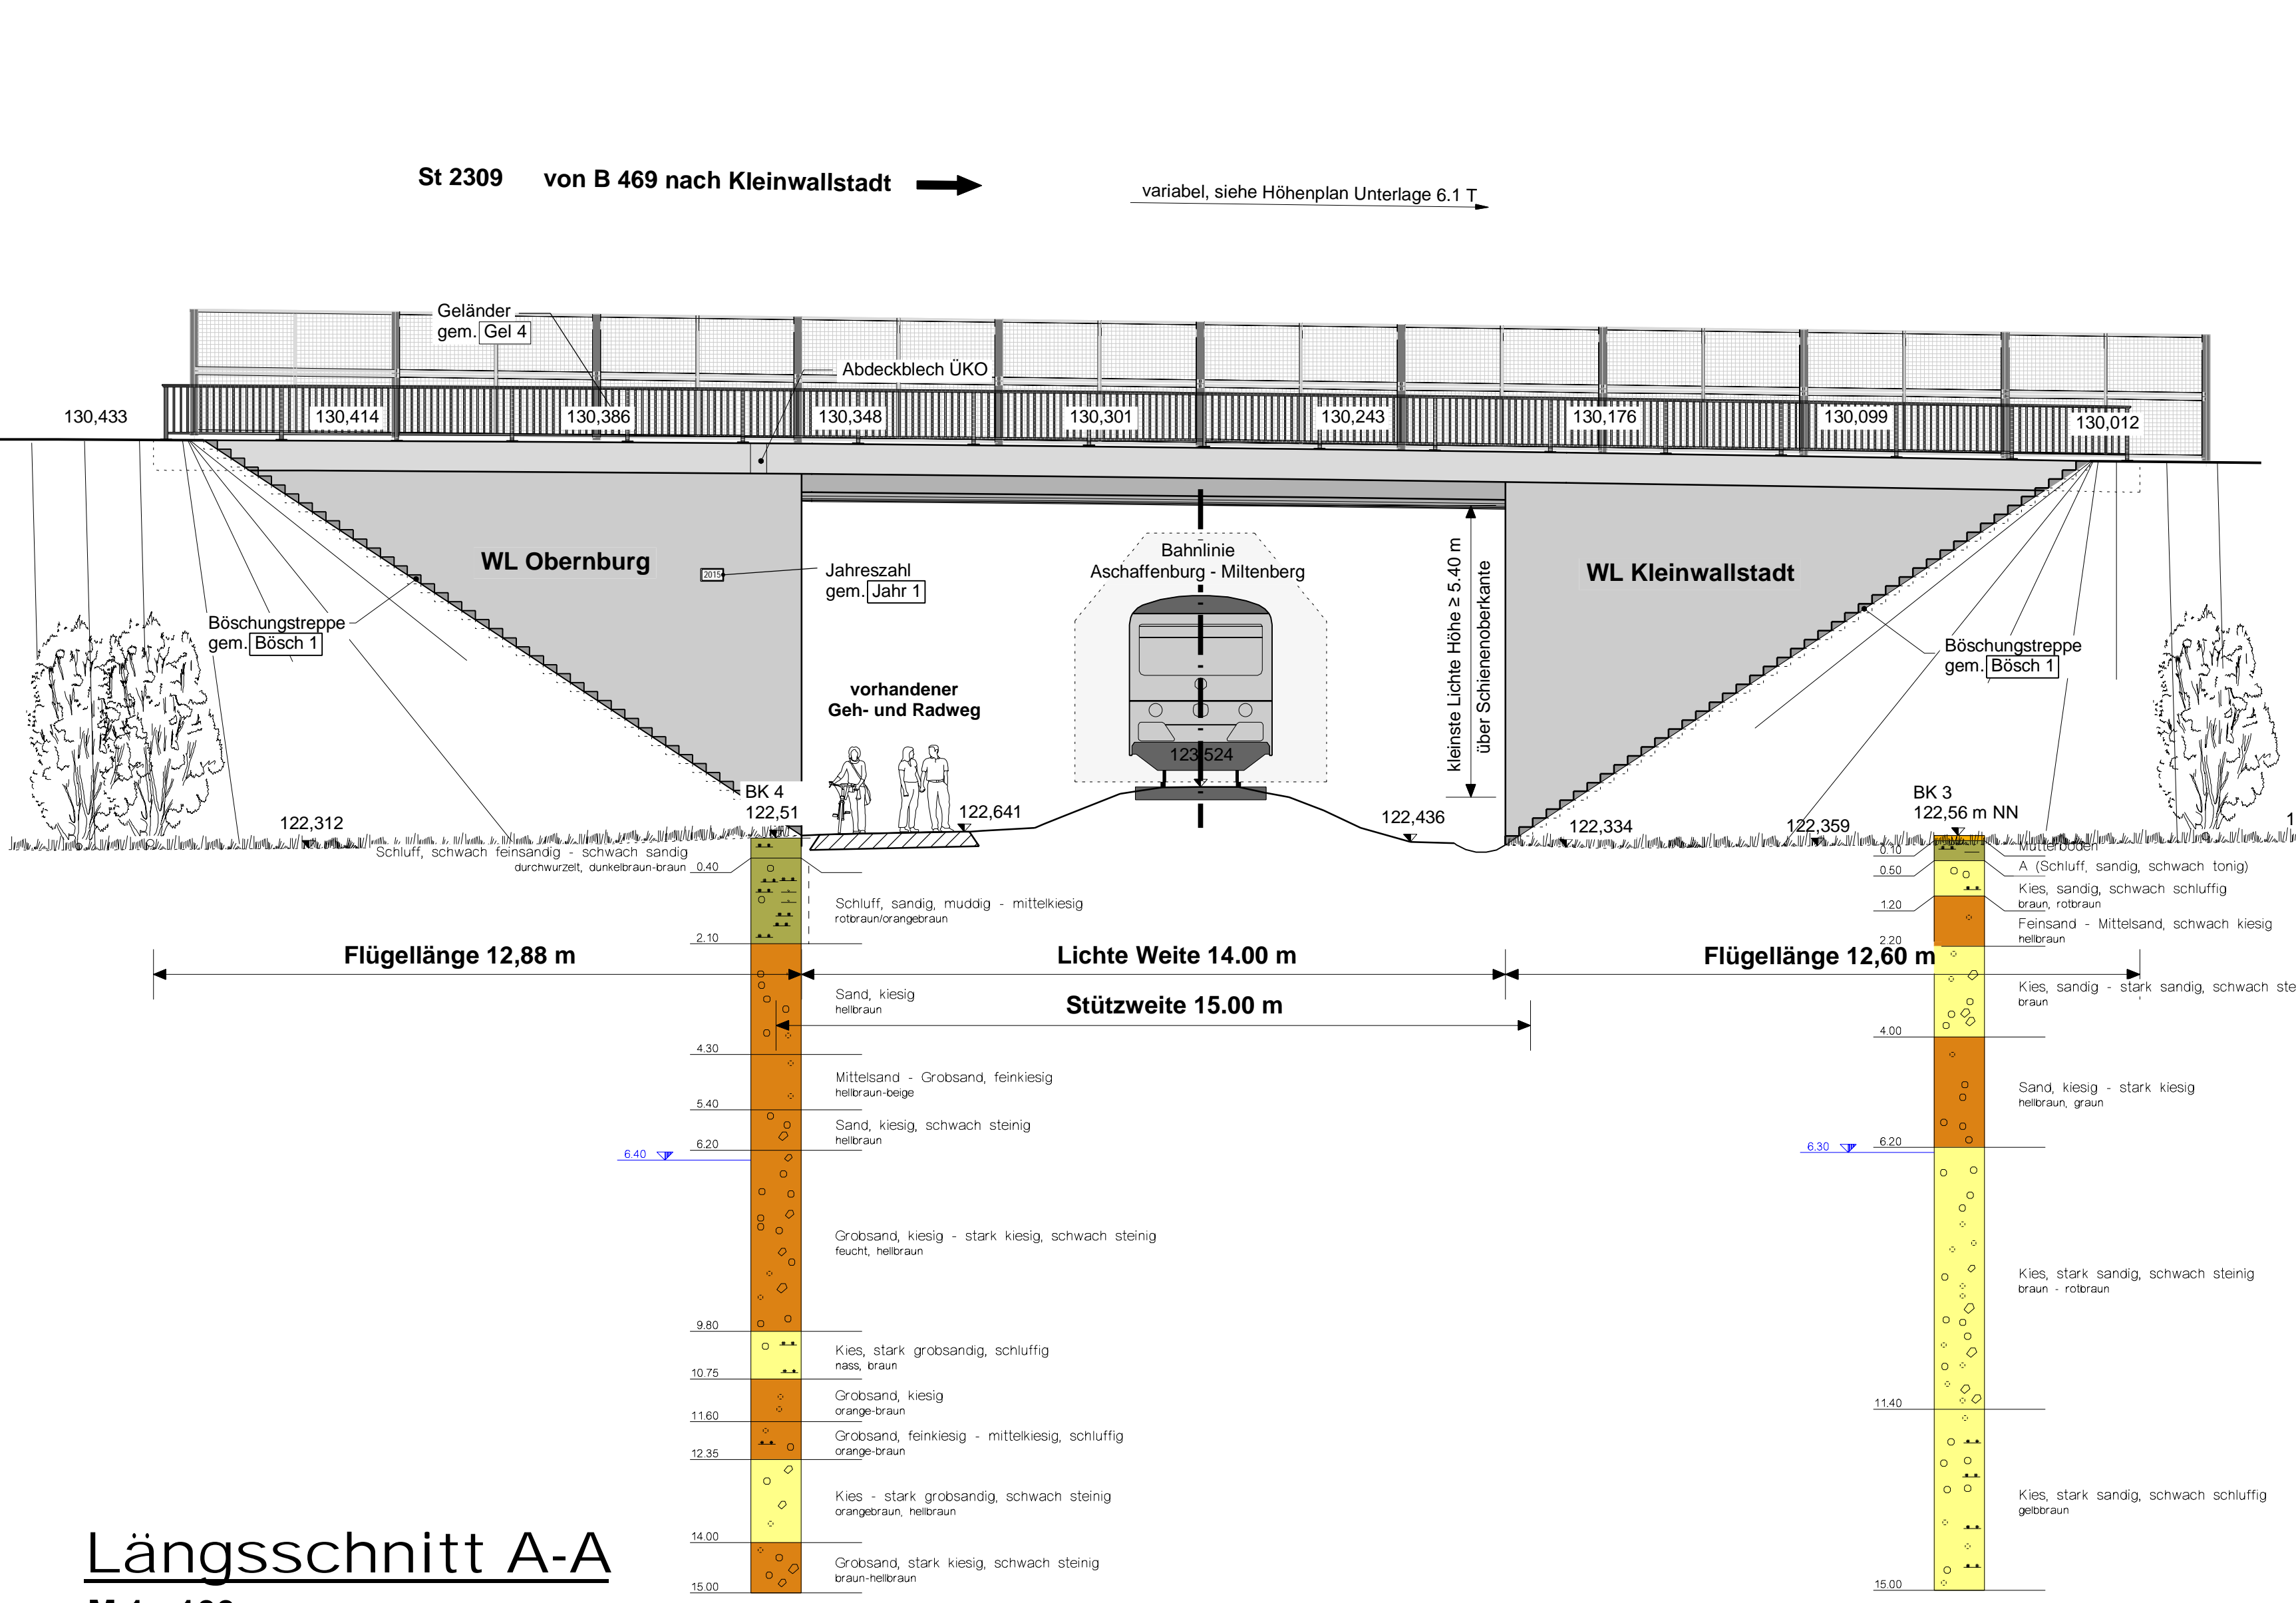 St 2309 von B 469 nach Kleinwallstadt
variabel, siehe Höhenplan Unterlage 6.1 T
Geländer
gem. Gel 4
Abdeckblech ÜKO
130,433
130,414
130,386
130,348
130,301
130,243
130,176
130,099
130,012
WL Obernburg
2015
Jahreszahl
gem. Jahr 1
Bahnlinie
Aschaffenburg - Miltenberg
kleinste Lichte Höhe ≥ 5.40 m
über Schienenoberkante
WL Kleinwallstadt
Böschungstreppe
gem. Bösch 1
Böschungstreppe
gem. Bösch 1
vorhandener
Geh- und Radweg
123,524
BK 4
122,51
122,312
122,641
122,436
122,334
122,359
BK 3
122,56 m NN
Schluff, schwach feinsandig - schwach sandig
durchwurzelt, dunkelbraun-braun
0.40
Schluff, sandig, muddig - mittelkiesig
rotbraun/orangebraun
2.10
Flügellänge 12,88 m
Lichte Weite 14.00 m
Flügellänge 12,60 m
Stützweite 15.00 m
Sand, kiesig
hellbraun
4.30
Mittelsand - Grobsand, feinkiesig
hellbraun-beige
5.40
Sand, kiesig, schwach steinig
hellbraun
6.20
6.40
Grobsand, kiesig - stark kiesig, schwach steinig
feucht, hellbraun
9.80
Kies, stark grobsandig, schluffig
nass, braun
10.75
Grobsand, kiesig
orange-braun
11.60
Grobsand, feinkiesig - mittelkiesig, schluffig
orange-braun
12.35
Kies - stark grobsandig, schwach steinig
orangebraun, hellbraun
14.00
Grobsand, stark kiesig, schwach steinig
braun-hellbraun
15.00
Mutterboden
0.10
A (Schluff, sandig, schwach tonig)
0.50
Kies, sandig, schwach schluffig
braun, rotbraun
1.20
Feinsand - Mittelsand, schwach kiesig
hellbraun
2.20
Kies, sandig - stark sandig, schwach ste
braun
4.00
Sand, kiesig - stark kiesig
hellbraun, graun
6.20
6.30
Kies, stark sandig, schwach steinig
braun - rotbraun
11.40
Kies, stark sandig, schwach schluffig
gelbbraun
15.00
Längsschnitt A-A